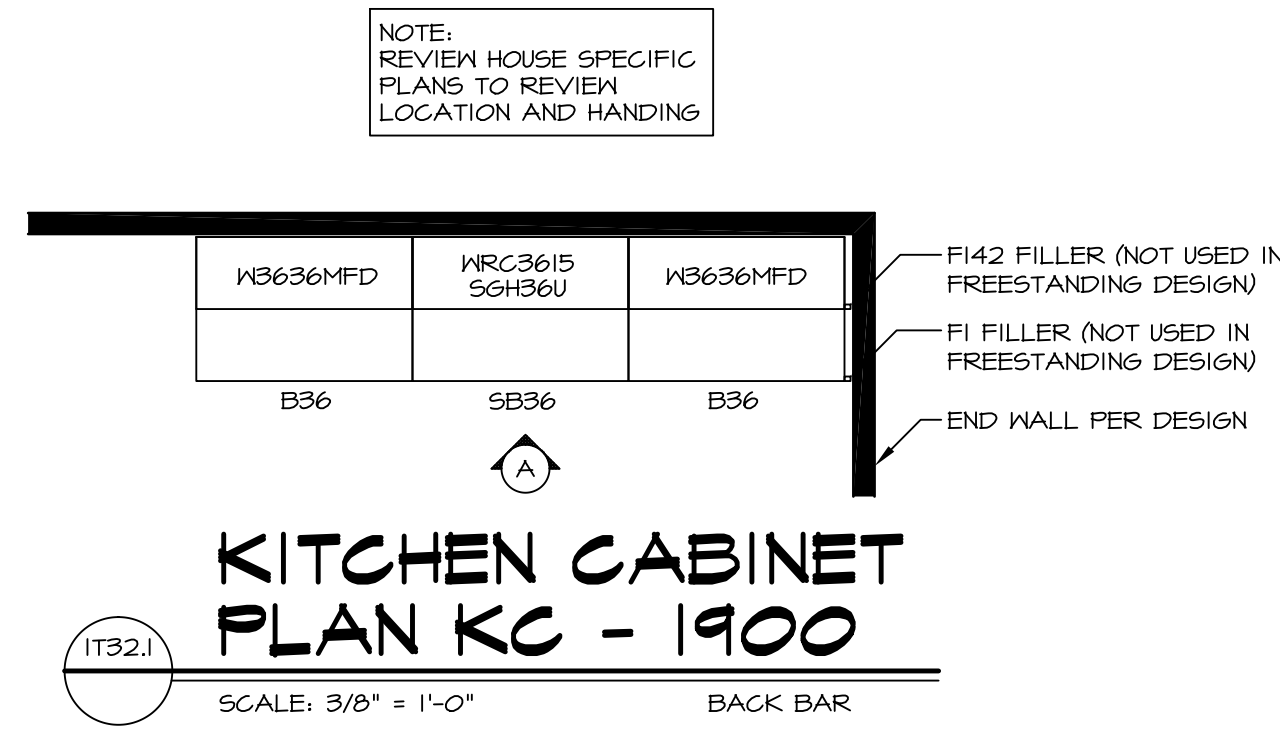 NOTE:
REVIEW HOUSE SPECIFIC
PLANS TO REVIEW
LOCATION AND HANDING
W3636MFD
WRC3615
SGH36U
W3636MFD
F142 FILLER (NOT USED IN
FREESTANDING DESIGN)
F1 FILLER (NOT USED IN
FREESTANDING DESIGN)
B36
SB36
B36
END WALL PER DESIGN
A
KITCHEN CABINET
PLAN KC - 1900
1T32.1
SCALE: 3/8" = 1'-0"
BACK BAR